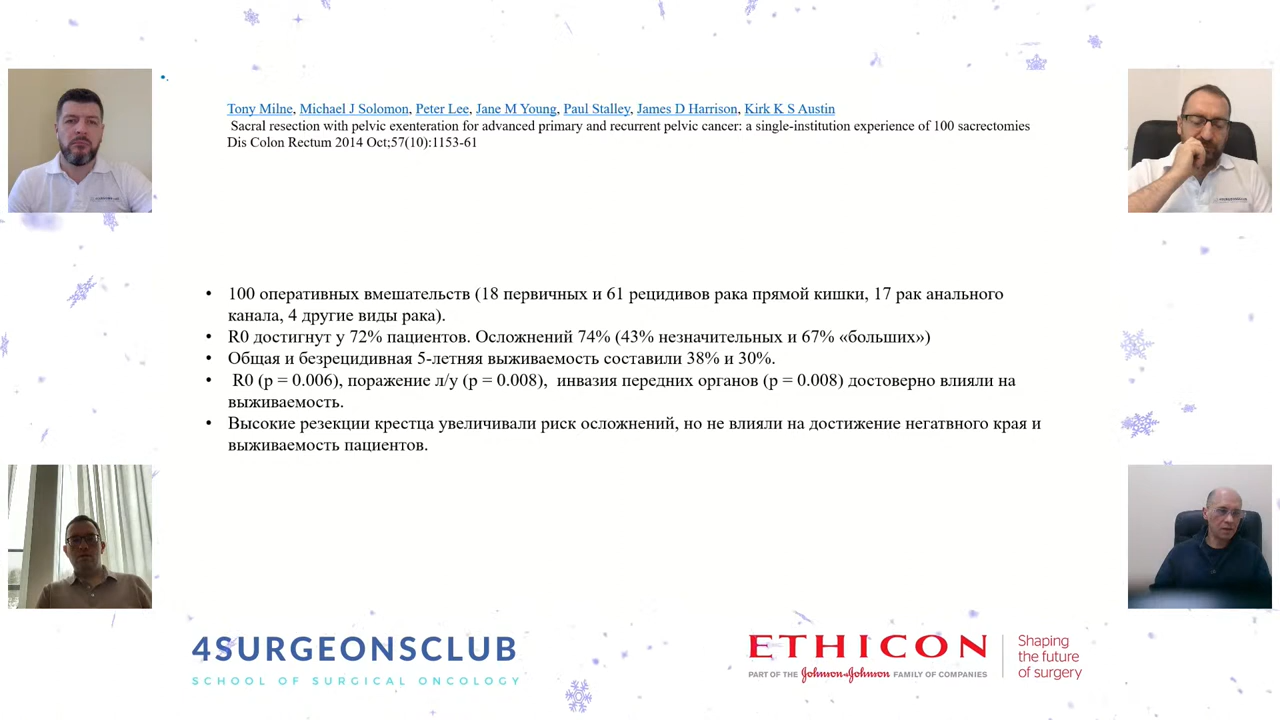 Tony Milne, Michael J Solomon, Peter Lee, Jane M Young, Paul Stalley, James D Harrison, Kirk K S Austin
Sacral resection with pelvic exenteration for advanced primary and recurrent pelvic cancer: a single-institution experience of 100 sacrectomies
Dis Colon Rectum 2014 Oct;57(10):1153-61
• 100 оперативных вмешательств (18 первичных и 61 рецидивов рака прямой кишки, 17 рак анального
канала, 4 другие виды рака).
• R0 достигнут у 72% пациентов. Осложнений 74% (43% незначительных и 67% «больших»)
• Общая и безрецидивная 5-летняя выживаемость составили 38% и 30%.
• R0 (p = 0.006), поражение л/у (p = 0.008), инвазия передних органов (p = 0.008) достоверно влияли на
выживаемость.
• Высокие резекции крестца увеличивали риск осложнений, но не влияли на достижение негатвного края и
выживаемость пациентов.
4SURGEONSCLUB
SCHOOL OF SURGICAL ONCOLOGY
ETHICON
PART OF THE Johnson&Johnson FAMILY OF COMPANIES
Shaping
the future
of surgery